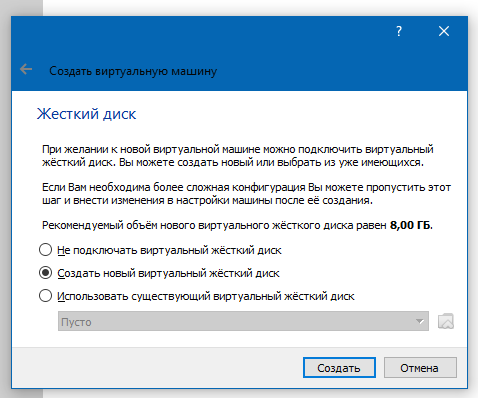 ?
Создать виртуальную машину
Жесткий диск
При желании к новой виртуальной машине можно подключить виртуальный
жёсткий диск. Вы можете создать новый или выбрать из уже имеющихся.
Если Вам необходима более сложная конфигурация Вы можете пропустить этот
шаг и внести изменения в настройки машины после её создания.
Рекомендуемый объём нового виртуального жёсткого диска равен 8,00 ГБ.
Не подключать виртуальный жёсткий диск
Создать новый виртуальный жёсткий диск
Использовать существующий виртуальный жёсткий диск
Пусто
Создать
Отмена